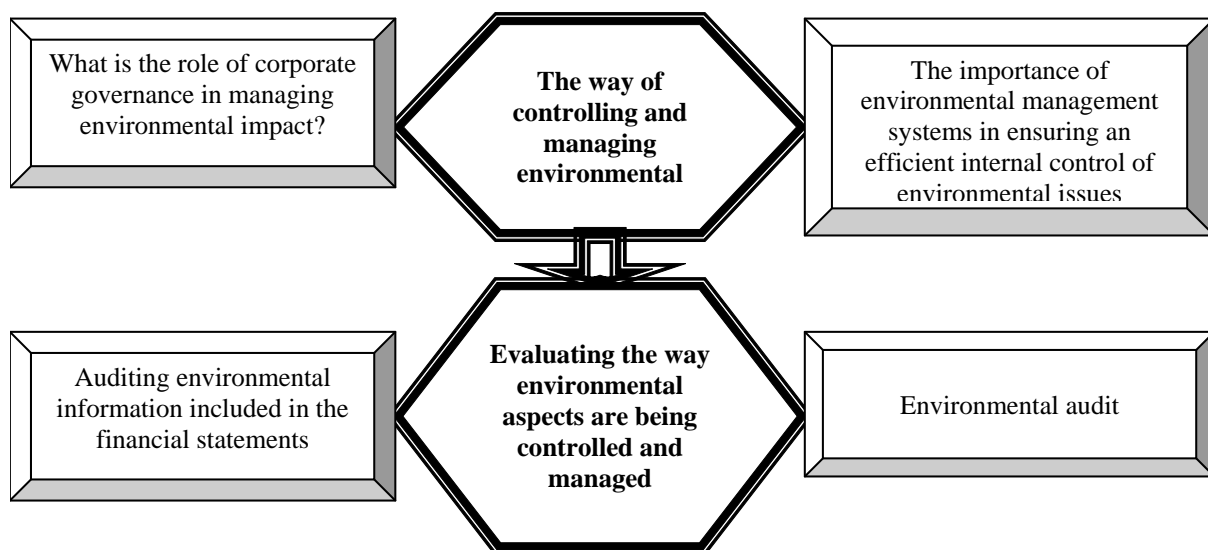 What is the role of corporate
governance in managing
environmental impact?
The way of
controlling and
managing
environmental
The importance of
environmental management
systems in ensuring an
efficient internal control of
environmental issues
Auditing environmental
information included in the
financial statements
Evaluating the way
environmental
aspects are being
controlled and
managed
Environmental audit